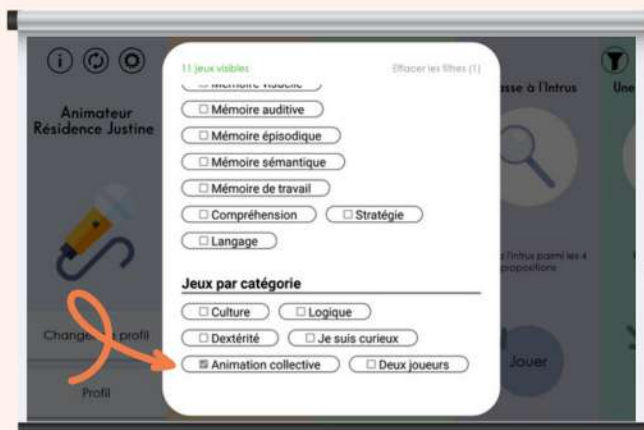 11 jeux visibles
Effacer les filtres (1)
Mémoire visuelle
Mémoire auditive
Mémoire épisodique
Mémoire sémantique
Mémoire de travail
Compréhension
Stratégie
Langage
Jeux par catégorie
Culture
Logique
Dextérité
Je suis curieux
Animation collective
Deux joueurs
Animateur
Résidence Justine
profil
Profil
sse à l'Intrus
Une
l'intrus parmi les 4
propositions
Jouer